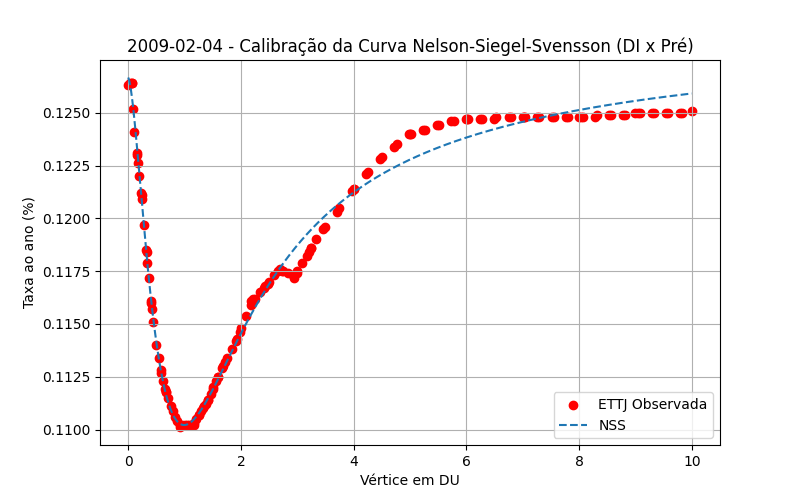 2009-02-04 - Calibração da Curva Nelson-Siegel-Svensson (DI x Pré)
Taxa ao ano (%)
0.1250
0.1225
0.1200
0.1175
0.1150
0.1125
0.1100
0 2 4 6 8 10
Vértice em DU
ETTJ Observada
NSS